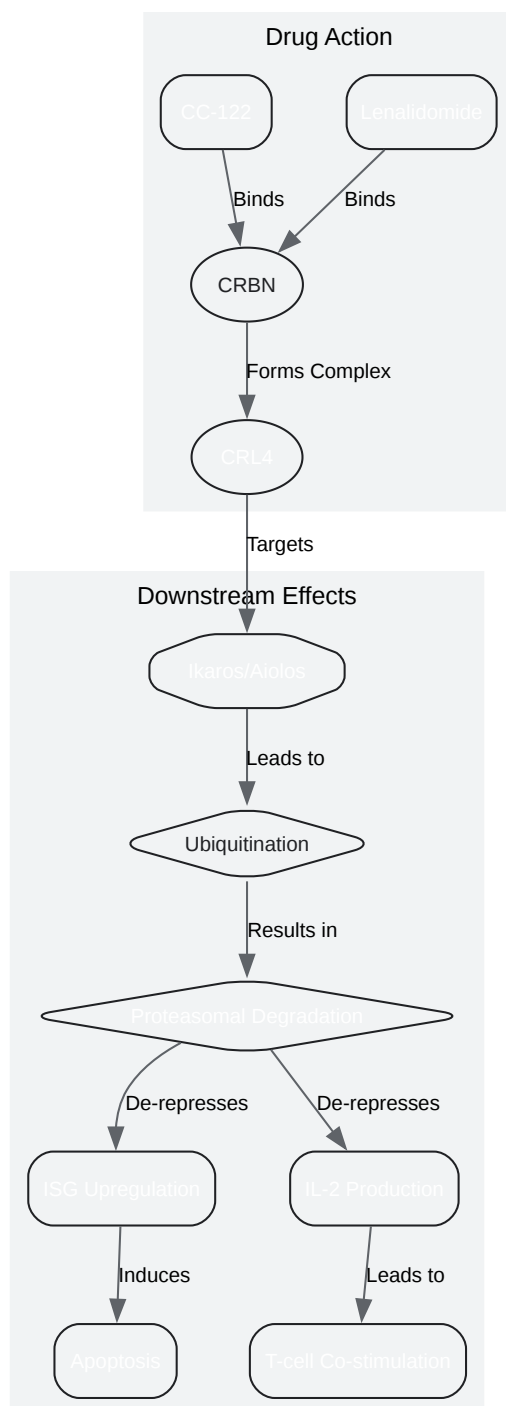 Drug Action
CC-122
Lenalidomide
Binds
Binds
CRBN
Forms Complex
CRL4
Targets
Downstream Effects
Ikaros/Aiolos
Leads to
Ubiquitination
Results in
Proteasomal Degradation
De-represses
De-represses
ISG Upregulation
IL-2 Production
Induces
Leads to
Apoptosis
T-cell Co-stimulation